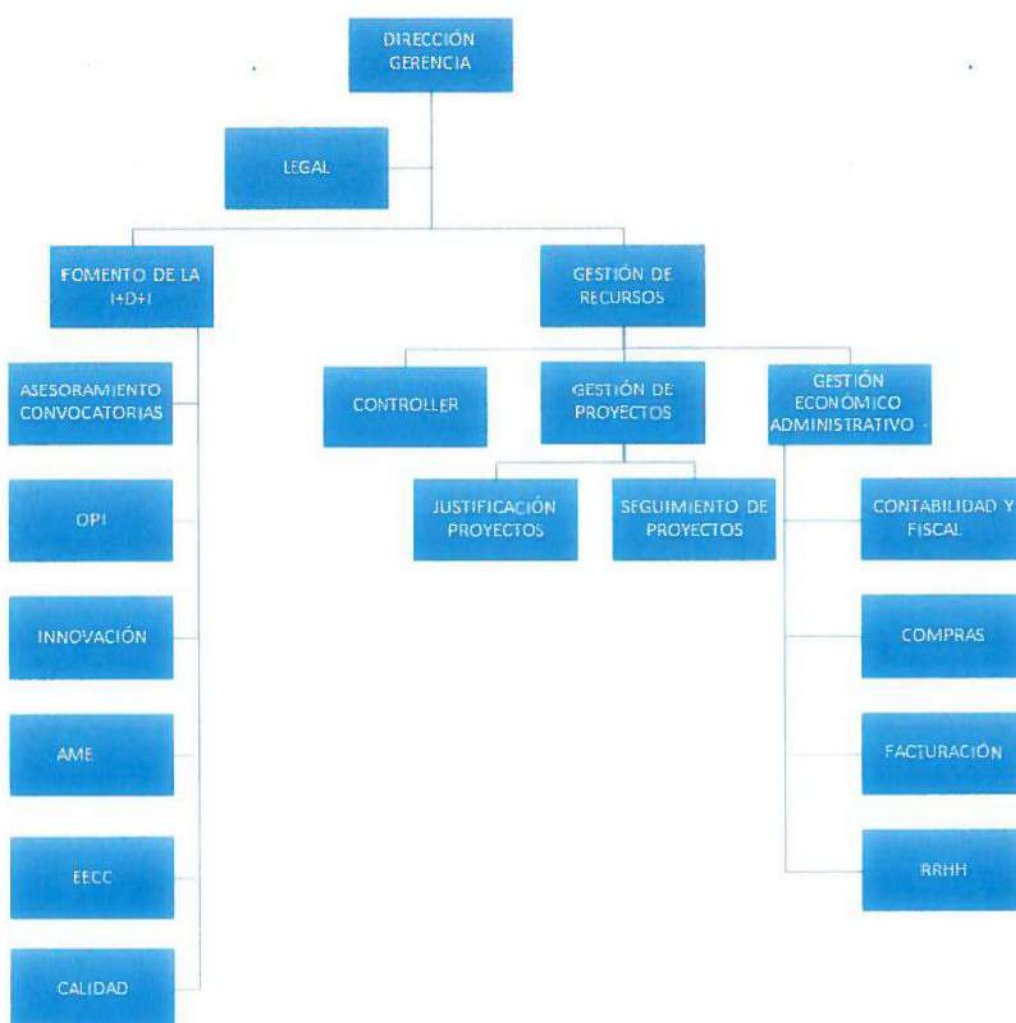 DIRECCIÓN
GERENCIA
LEGAL
FOMENTO DE LA
I+D+I
GESTIÓN DE
RECURSOS
ASESORAMIENTO
CONVOCATORIAS
CONTROLLER
GESTIÓN DE
PROYECTOS
GESTIÓN
ECONÓMICO
ADMINISTRATIVO
OPI
JUSTIFICACIÓN
PROYECTOS
SEGUIMIENTO DE
PROYECTOS
CONTABILIDAD Y
FISCAL
INNOVACIÓN
COMPRAS
AME
FACTURACIÓN
EECC
RRHH
CALIDAD